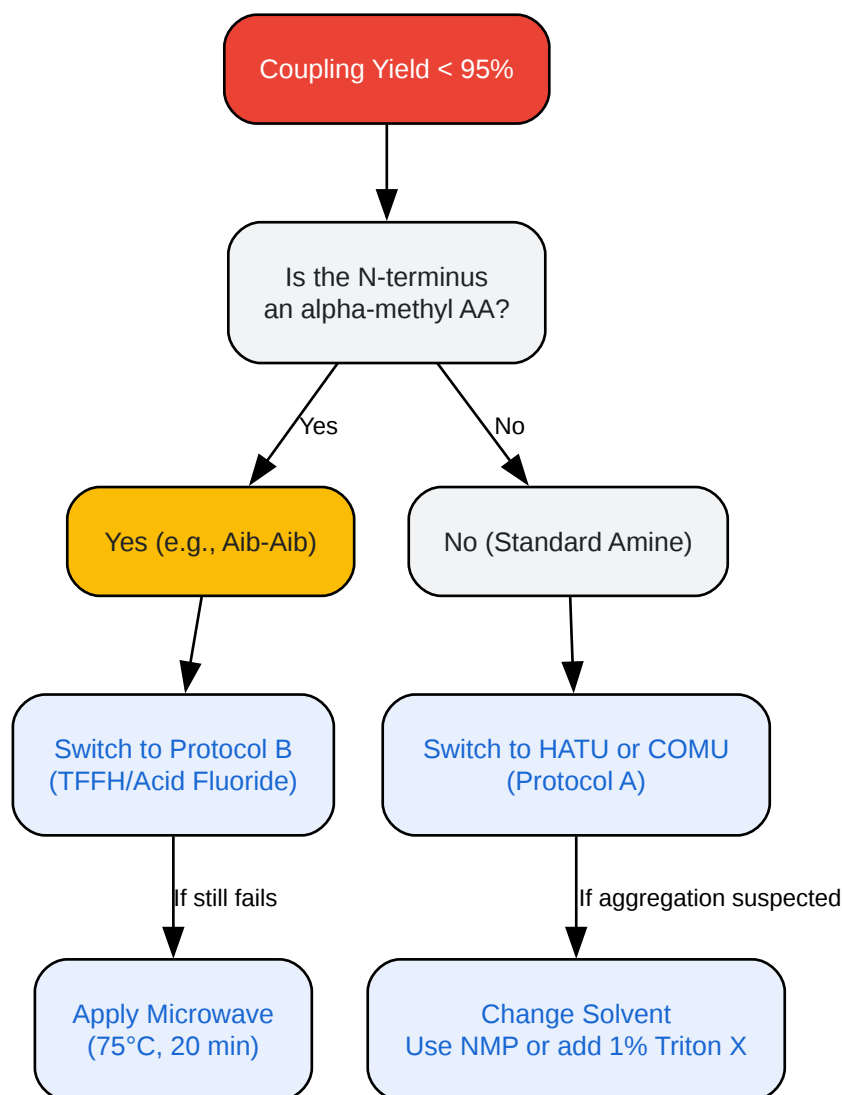 Coupling Yield < 95%
Is the N-terminus
an alpha-methyl AA?
Yes
No
Yes (e.g., Aib-Aib)
No (Standard Amine)
Switch to Protocol B
(TFFH/Acid Fluoride)
Switch to HATU or COMU
(Protocol A)
If still fails
If aggregation suspected
Apply Microwave
(75°C, 20 min)
Change Solvent
Use NMP or add 1% Triton X